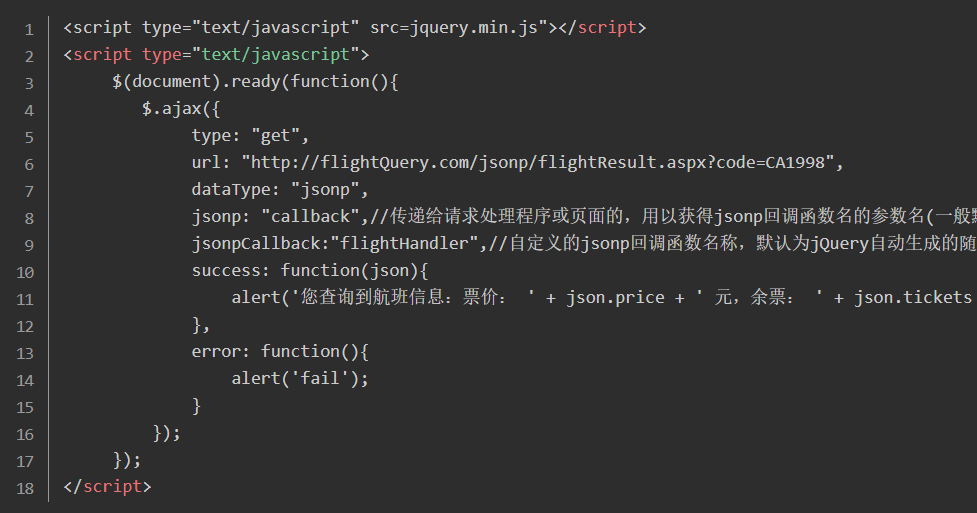 1 <script type="text/javascript" src=jquery.min.js"></script>
2 <script type="text/javascript">
3 $(document).ready(function(){
4 $.ajax({
5 type: "get",
6 url: "http://flightQuery.com/jsonp/flightResult.aspx?code=CA1998",
7 dataType: "jsonp",
8 jsonp: "callback",//传递给请求处理程序或页面的，用以获得jsonp回调函数名的参数名(一般默
9 jsonpCallback:"flightHandler",//自定义的jsonp回调函数名称，默认为jQuery自动生成的随
10 success: function(json){
11 alert('您查询到航班信息：票价： ' + json.price + ' 元，余票： ' + json.tickets
12 },
13 error: function(){
14 alert('fail');
15 }
16 });
17 });
18 </script>